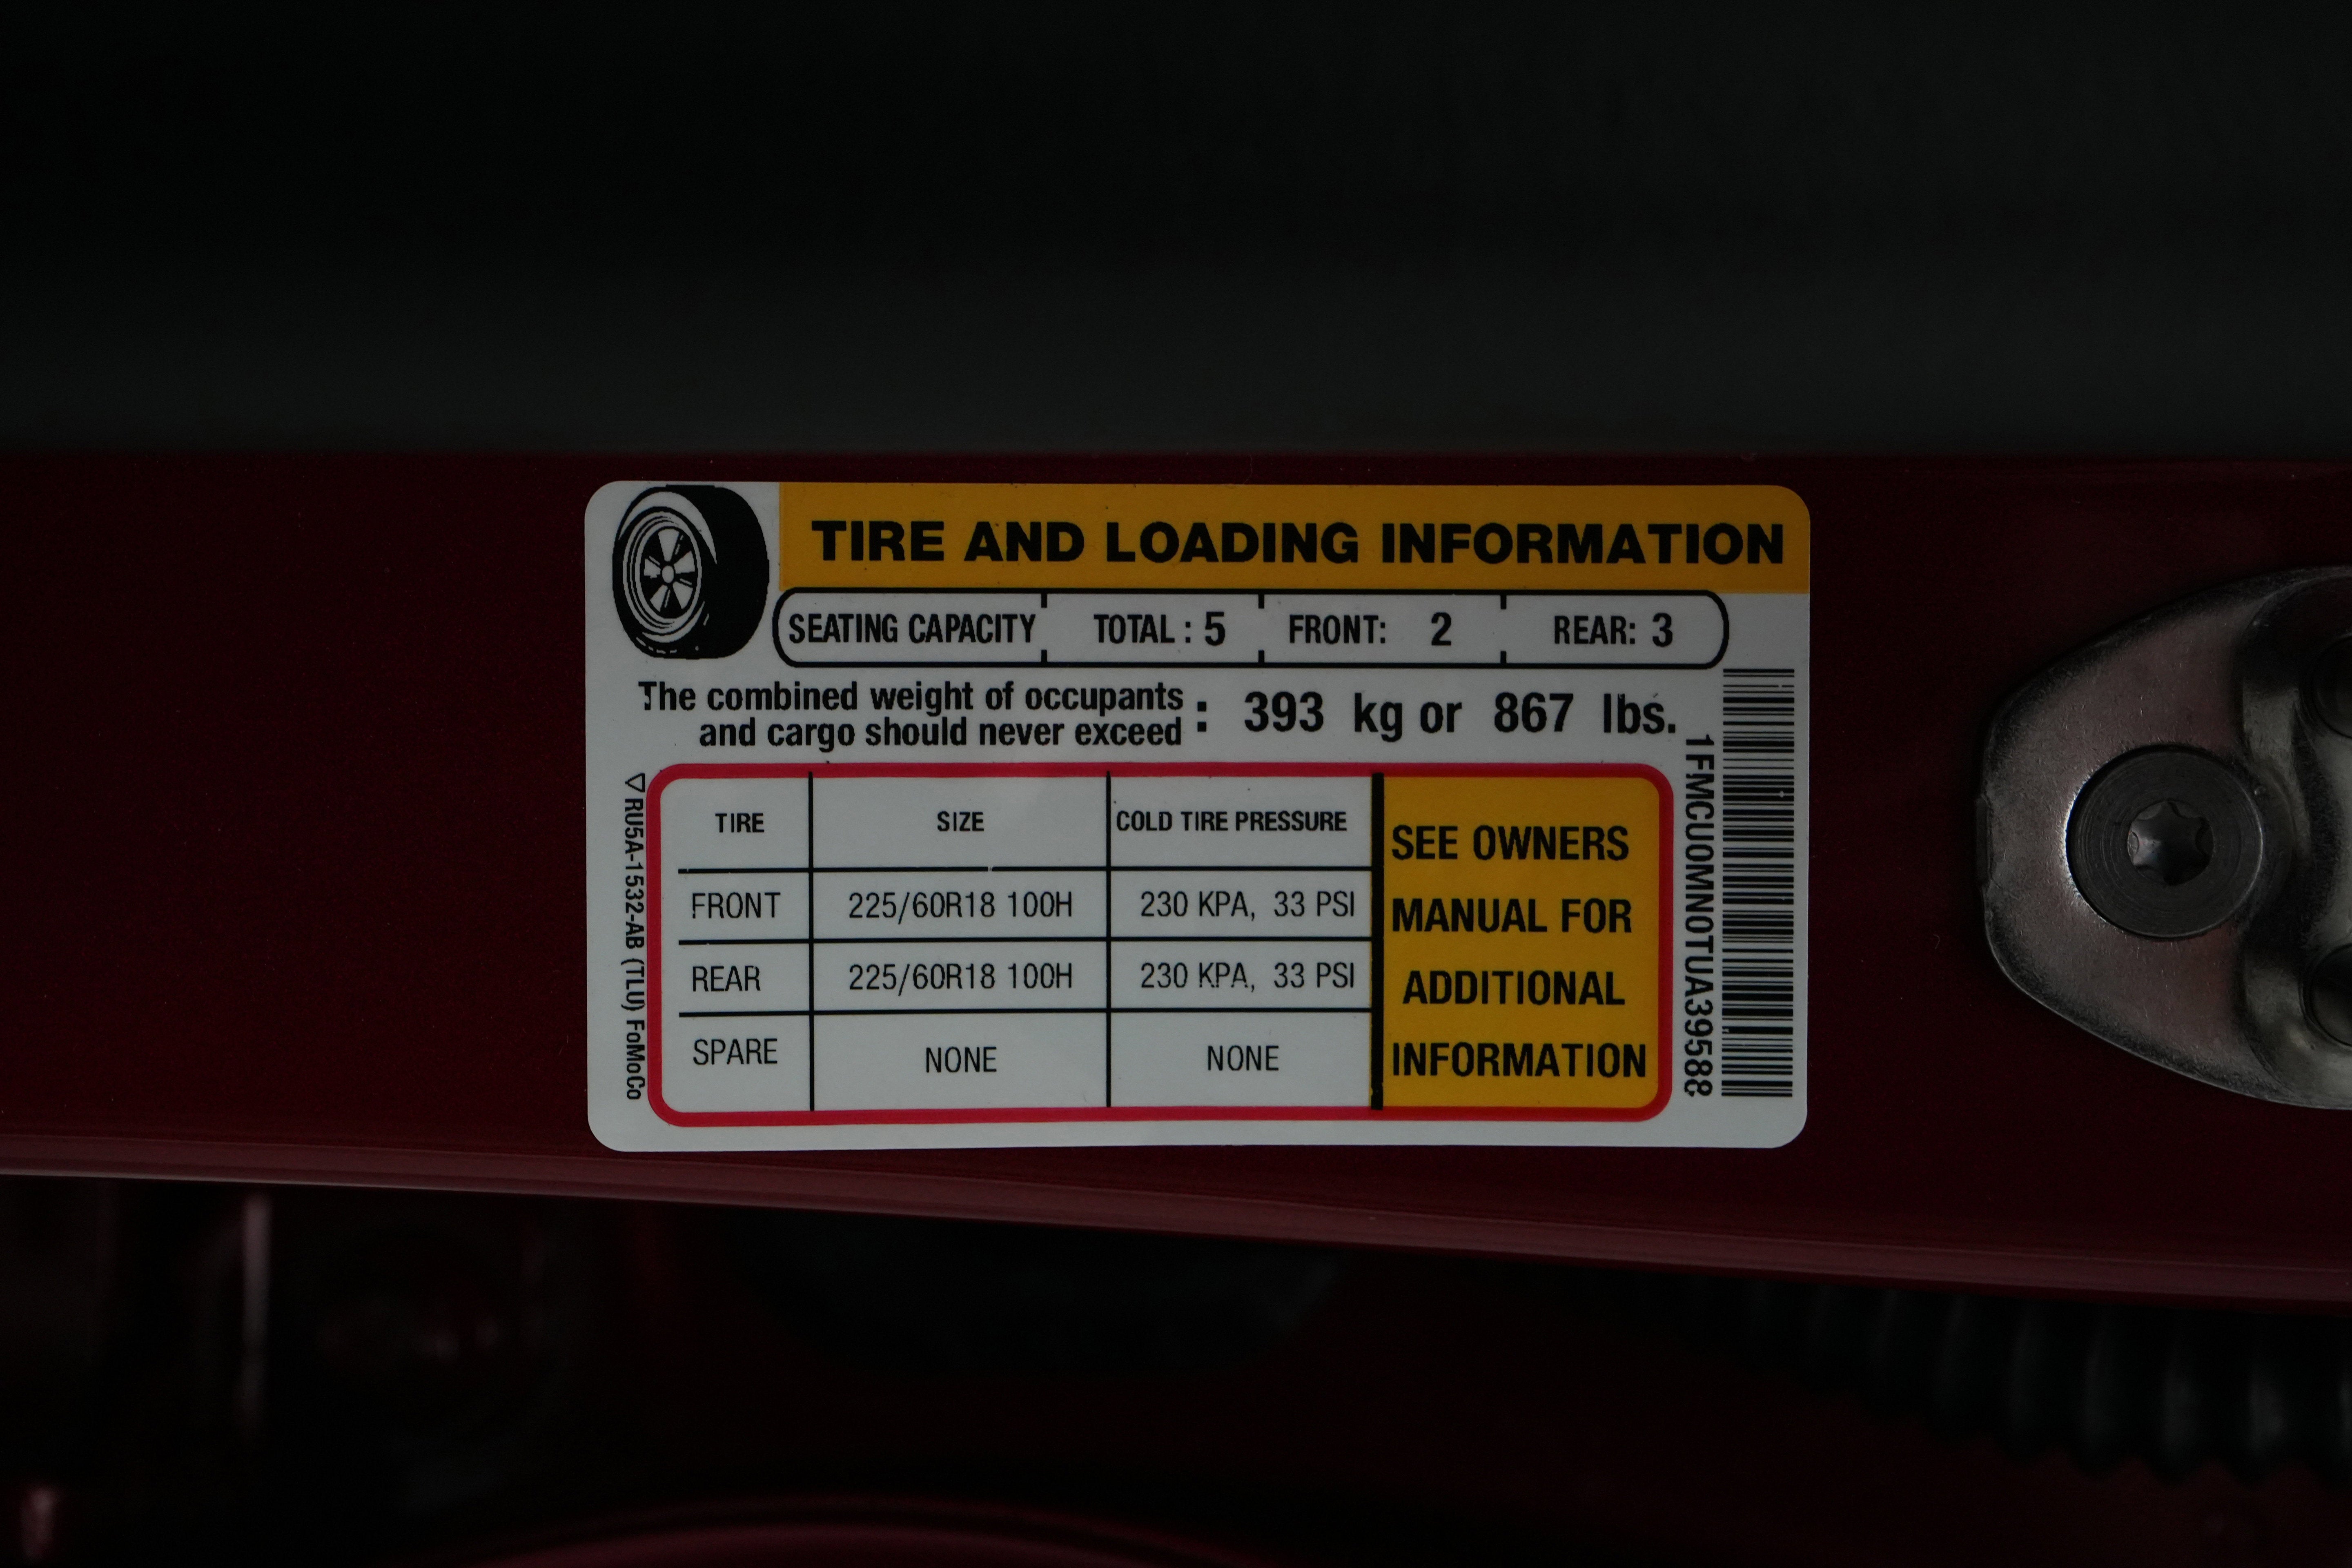 TIRE AND LOADING INFORMATION
SEATING CAPACITY TOTAL : 5 FRONT: 2 REAR: 3
The combined weight of occupants
and cargo should never exceed : 393 kg or 867 lbs.
TIRE SIZE COLD TIRE PRESSURE
FRONT 225/60R18 100H 230 KPA, 33 PSI
REAR 225/60R18 100H 230 KPA, 33 PSI
SPARE NONE NONE
SEE OWNERS
MANUAL FOR
ADDITIONAL
INFORMATION
RU5A-1532-AB (TLU) FoMoCo
1FMCU0MN0TUA39588